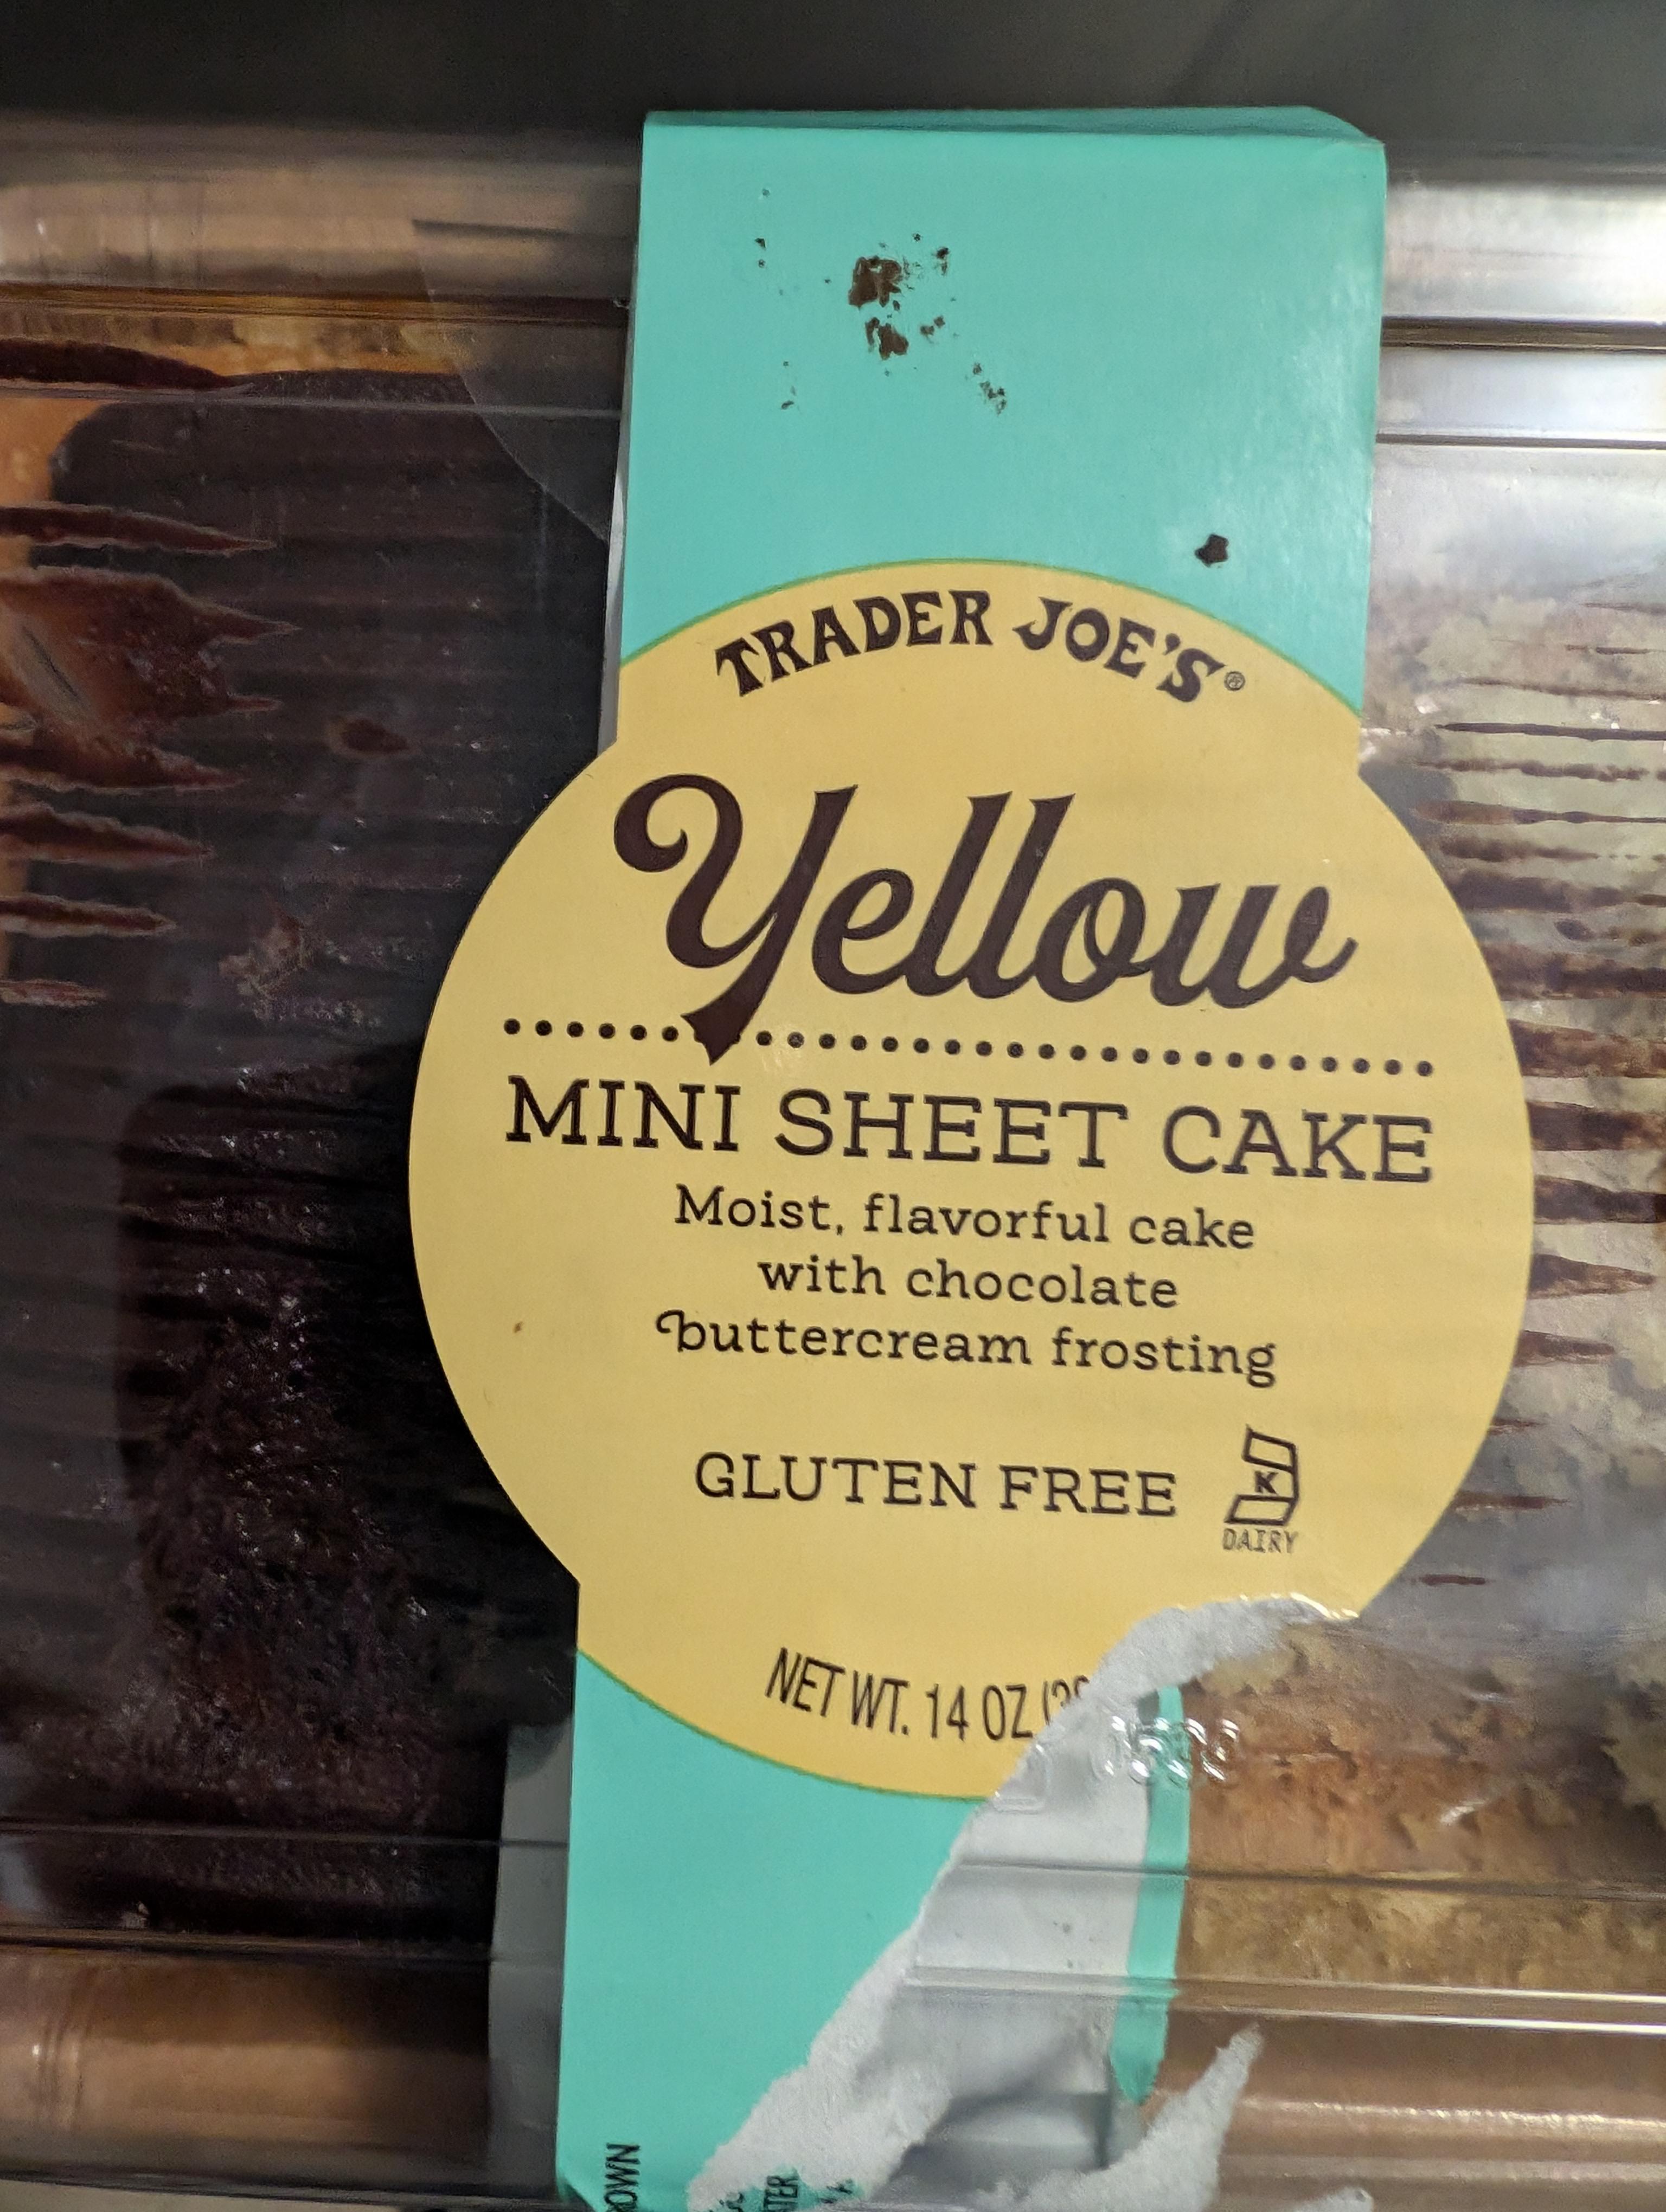 TRADER JOE'S®
Yellow
MINI SHEET CAKE
Moist, flavorful cake
with chocolate
buttercream frosting
GLUTEN FREE
K
DAIRY
NET WT. 14 OZ